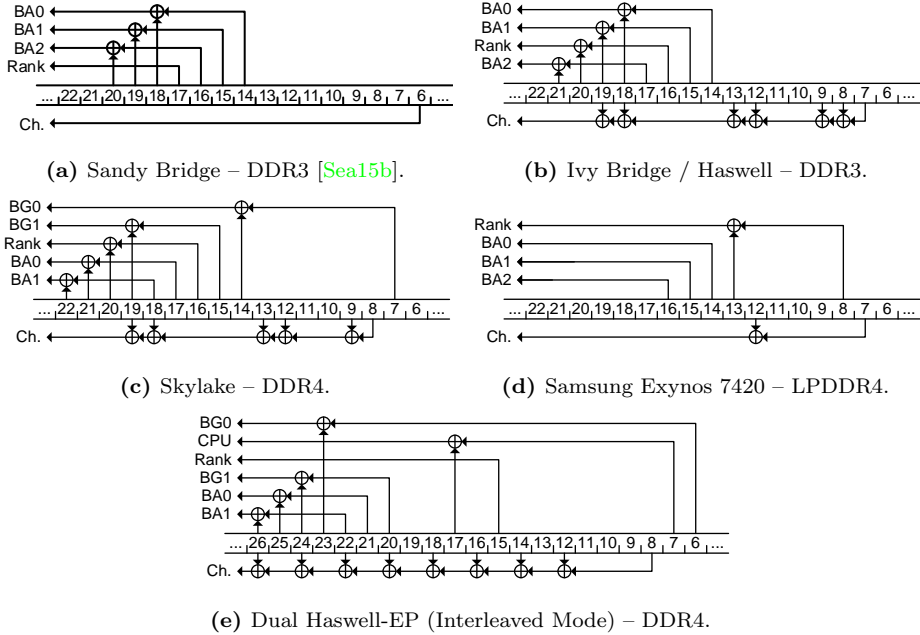 BA0
BA1
BA2
Rank
... 22 21 20 19 18 17 16 15 14 13 12 11 10 9 8 7 6 ...
Ch.
(a) Sandy Bridge – DDR3 [Sea15b].
BA0
BA1
Rank
BA2
... 22 21 20 19 18 17 16 15 14 13 12 11 10 9 8 7 6 ...
Ch.
(b) Ivy Bridge / Haswell – DDR3.
BG0
BG1
Rank
BA0
BA1
... 22 21 20 19 18 17 16 15 14 13 12 11 10 9 8 7 6 ...
Ch.
(c) Skylake – DDR4.
Rank
BA0
BA1
BA2
... 22 21 20 19 18 17 16 15 14 13 12 11 10 9 8 7 6 ...
Ch.
(d) Samsung Exynos 7420 – LPDDR4.
BG0
CPU
Rank
BG1
BA0
BA1
... 26 25 24 23 22 21 20 19 18 17 16 15 14 13 12 9 8 7 6 ...
Ch.
(e) Dual Haswell-EP (Interleaved Mode) – DDR4.